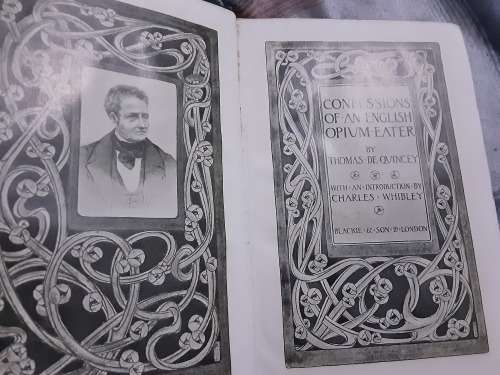 CONFESSIONS
OF·AN·ENGLISH
OPIUM-EATER
BY
THOMAS·DE·QUINCEY
WITH·AN·INTRODUCTION·BY
CHARLES·WHIBLEY
BLACKIE·&·SON·LD·LONDON